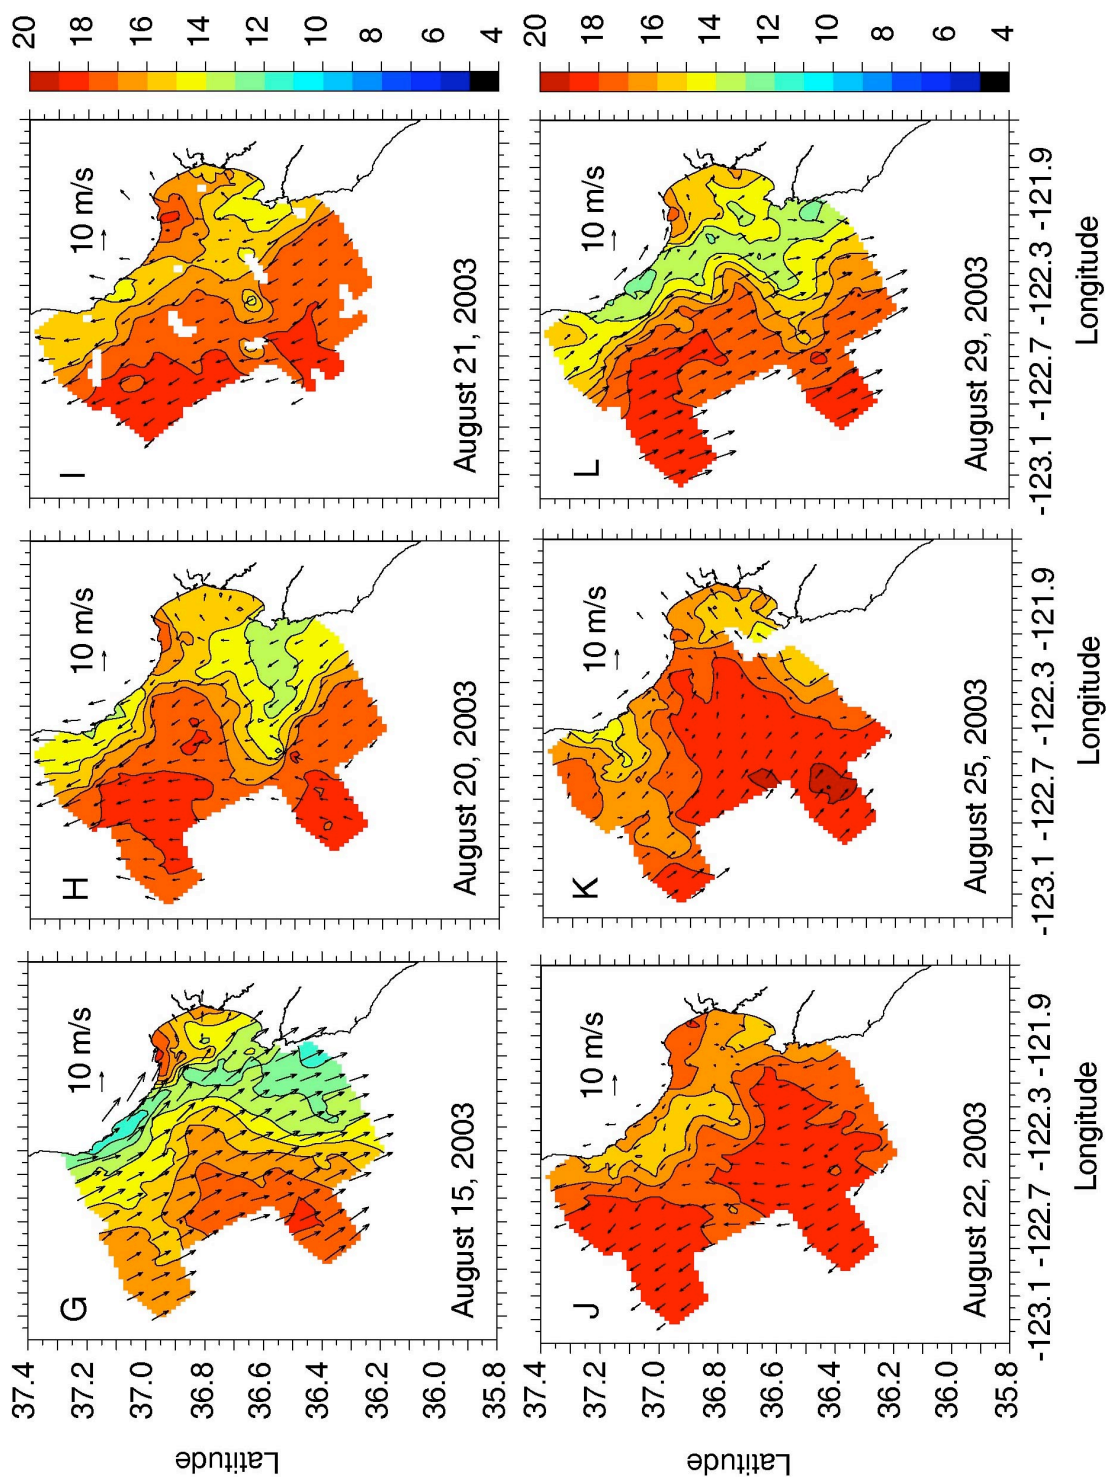 Latitude
37.4
37.2
37.0
36.8
36.6
36.4
36.2
36.0
35.8
G
10 m/s
August 15, 2003
H
10 m/s
August 20, 2003
I
10 m/s
August 21, 2003
20
18
16
14
12
10
8
6
4
Latitude
37.4
37.2
37.0
36.8
36.6
36.4
36.2
36.0
35.8
J
10 m/s
August 22, 2003
K
10 m/s
August 25, 2003
L
10 m/s
August 29, 2003
20
18
16
14
12
10
8
6
4
-123.1 -122.7 -122.3 -121.9
-123.1 -122.7 -122.3 -121.9
-123.1 -122.7 -122.3 -121.9
Longitude
Longitude
Longitude